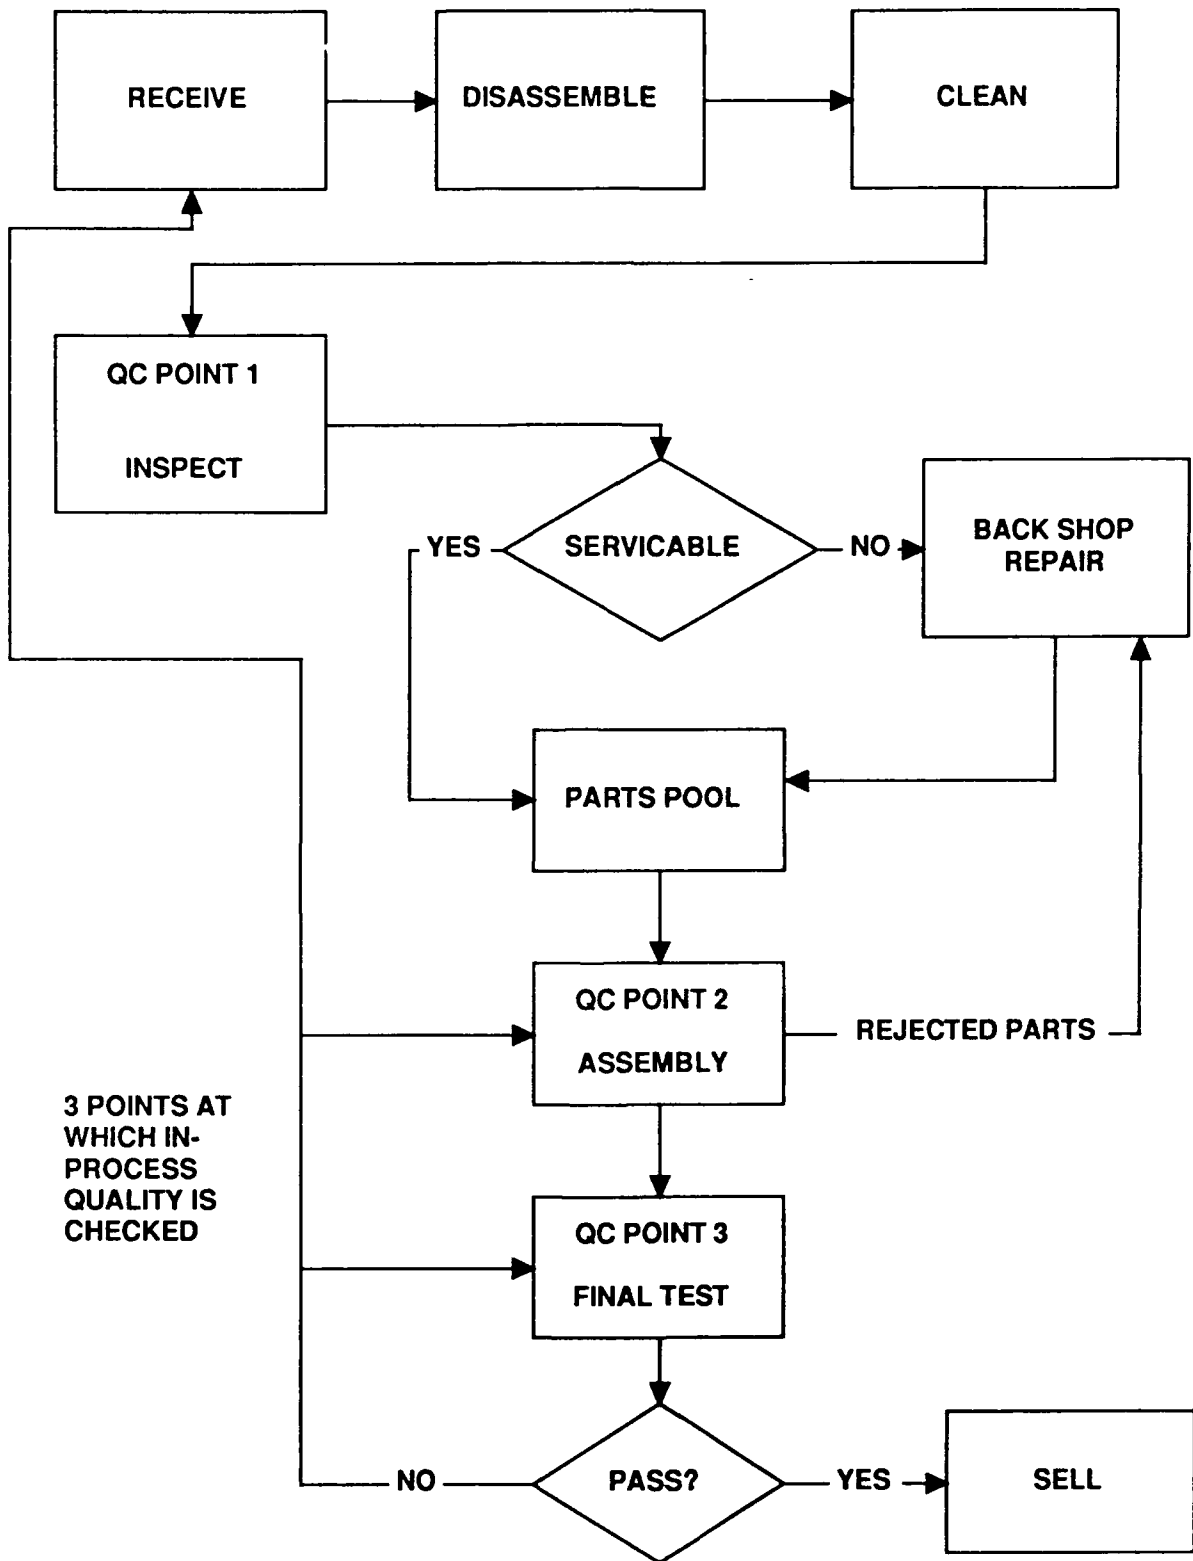 RECEIVE
DISASSEMBLE
CLEAN
QC POINT 1
INSPECT
YES
SERVICABLE
NO
BACK SHOP
REPAIR
PARTS POOL
QC POINT 2
ASSEMBLY
REJECTED PARTS
3 POINTS AT
WHICH IN-
PROCESS
QUALITY IS
CHECKED
QC POINT 3
FINAL TEST
NO
PASS?
YES
SELL